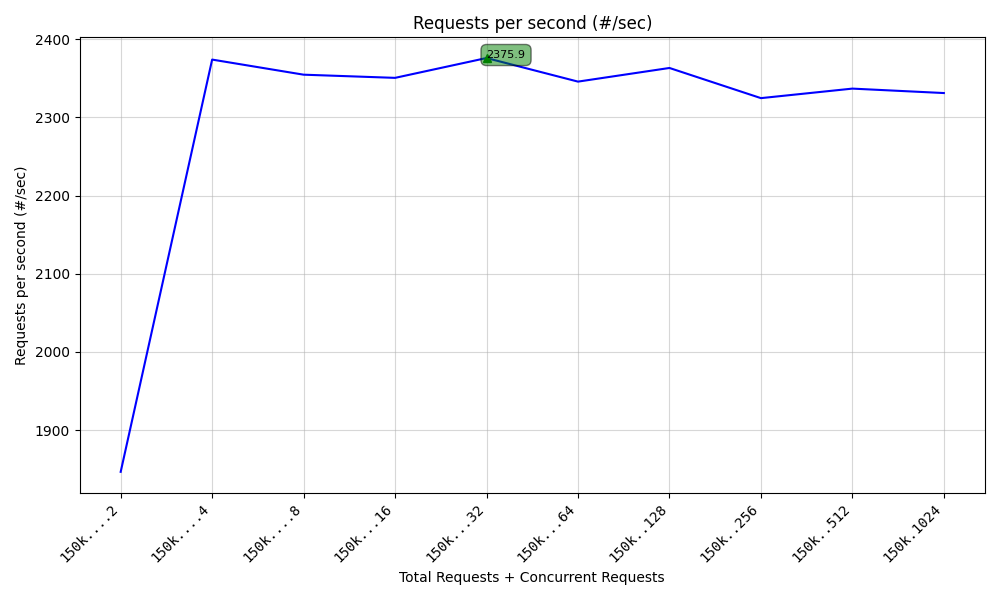 Requests per second (#/sec)
2400
2300
2200
2100
2000
1900
Requests per second (#/sec)
2375.9
150k....2
150k....4
150k....8
150k...16
150k...32
150k...64
150k..128
150k..256
150k..512
150k.1024
Total Requests + Concurrent Requests